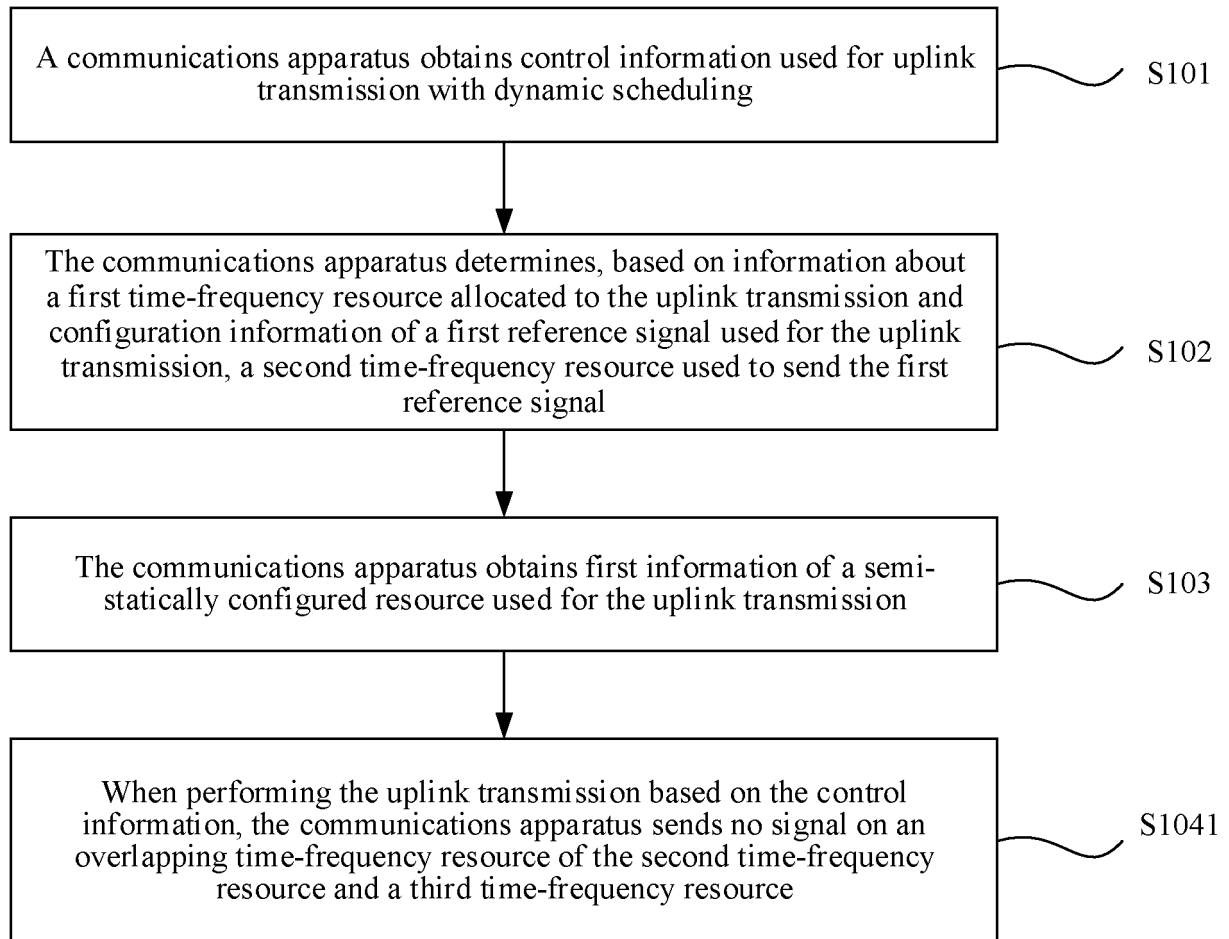 A communications apparatus obtains control information used for uplink
transmission with dynamic scheduling
S101
The communications apparatus determines, based on information about
a first time-frequency resource allocated to the uplink transmission and
configuration information of a first reference signal used for the uplink
transmission, a second time-frequency resource used to send the first
reference signal
S102
The communications apparatus obtains first information of a semi-
statically configured resource used for the uplink transmission
S103
When performing the uplink transmission based on the control
information, the communications apparatus sends no signal on an
overlapping time-frequency resource of the second time-frequency
resource and a third time-frequency resource
S1041